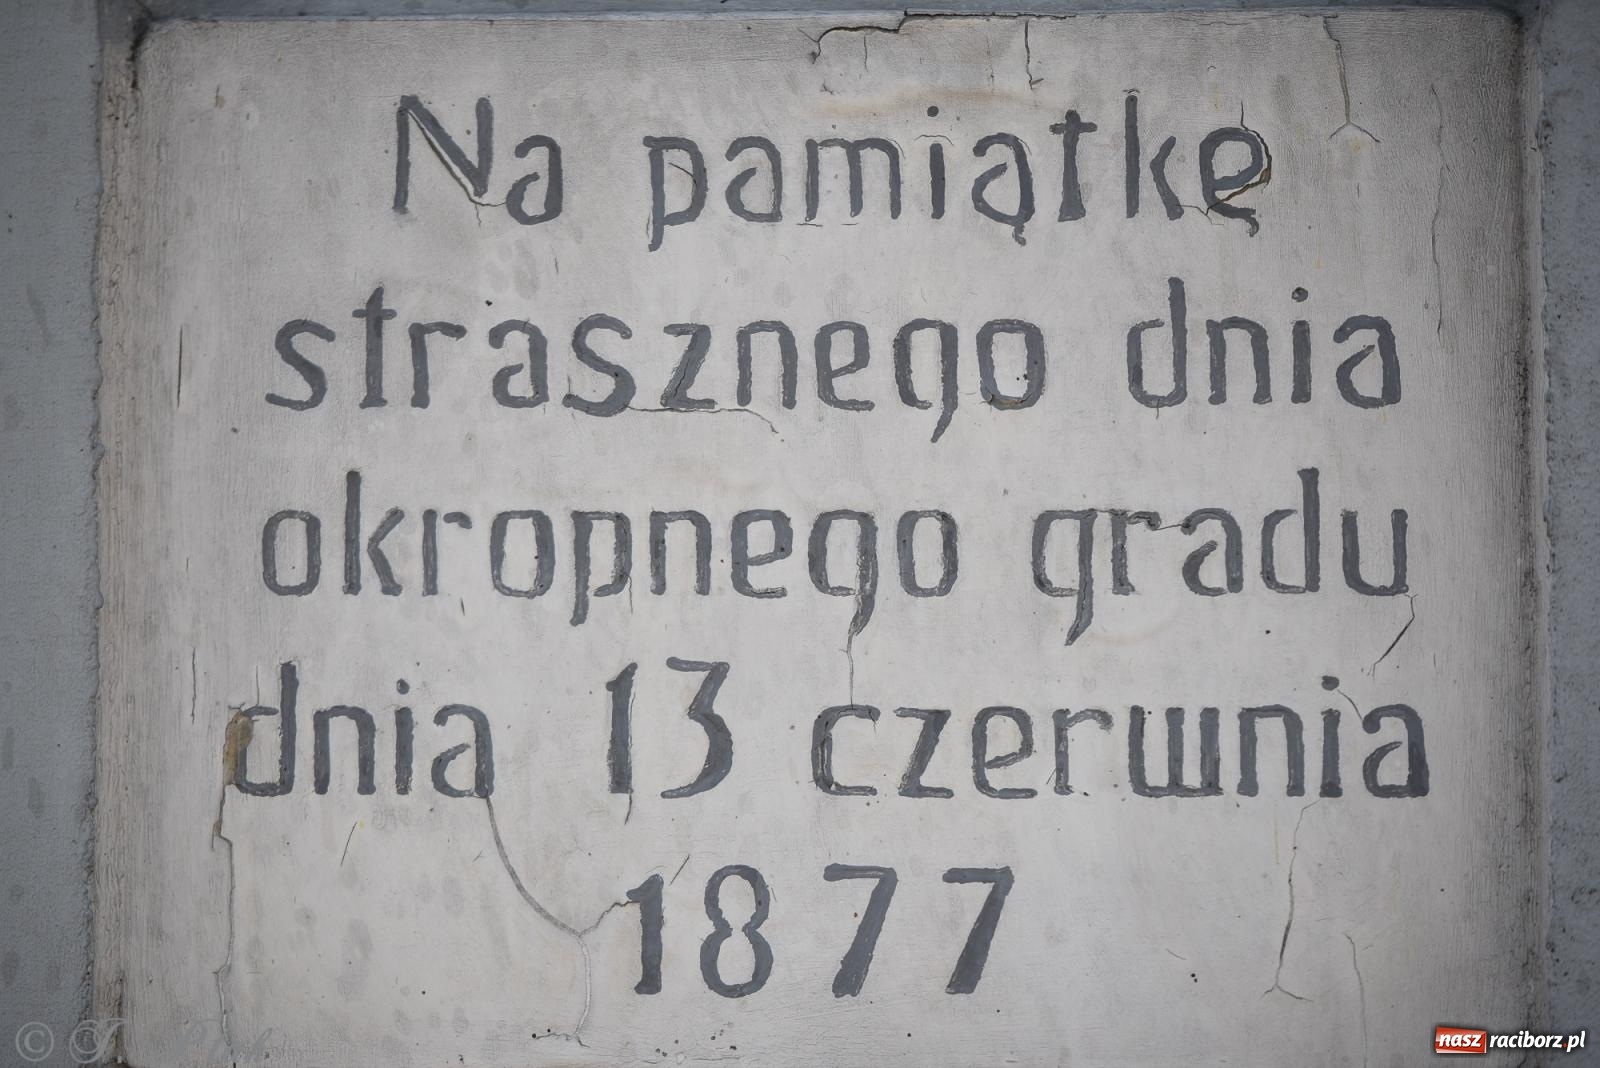 Na pamiątkę
strasznego dnia
okropnego gradu
dnia 13 czerwnia
1877
nasz raciborz.pl